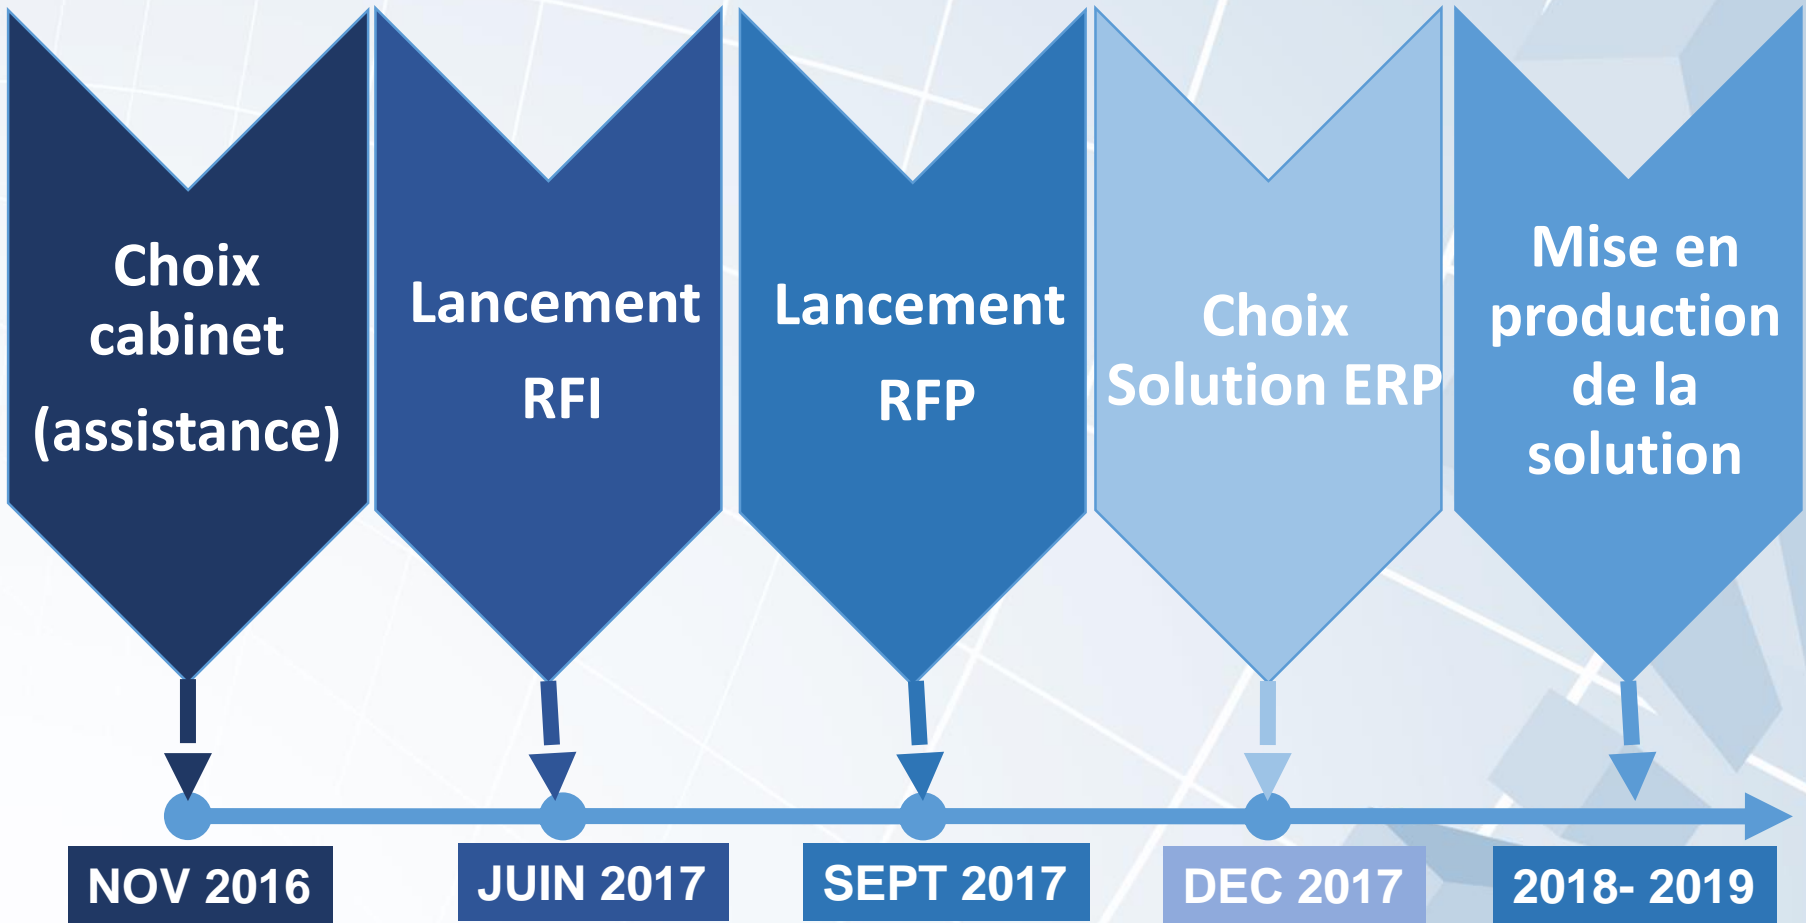 Choix
cabinet
(assistance)
Lancement
RFI
Lancement
RFP
Choix
Solution ERP
Mise en
production
de la
solution
NOV 2016
JUIN 2017
SEPT 2017
DEC 2017
2018- 2019